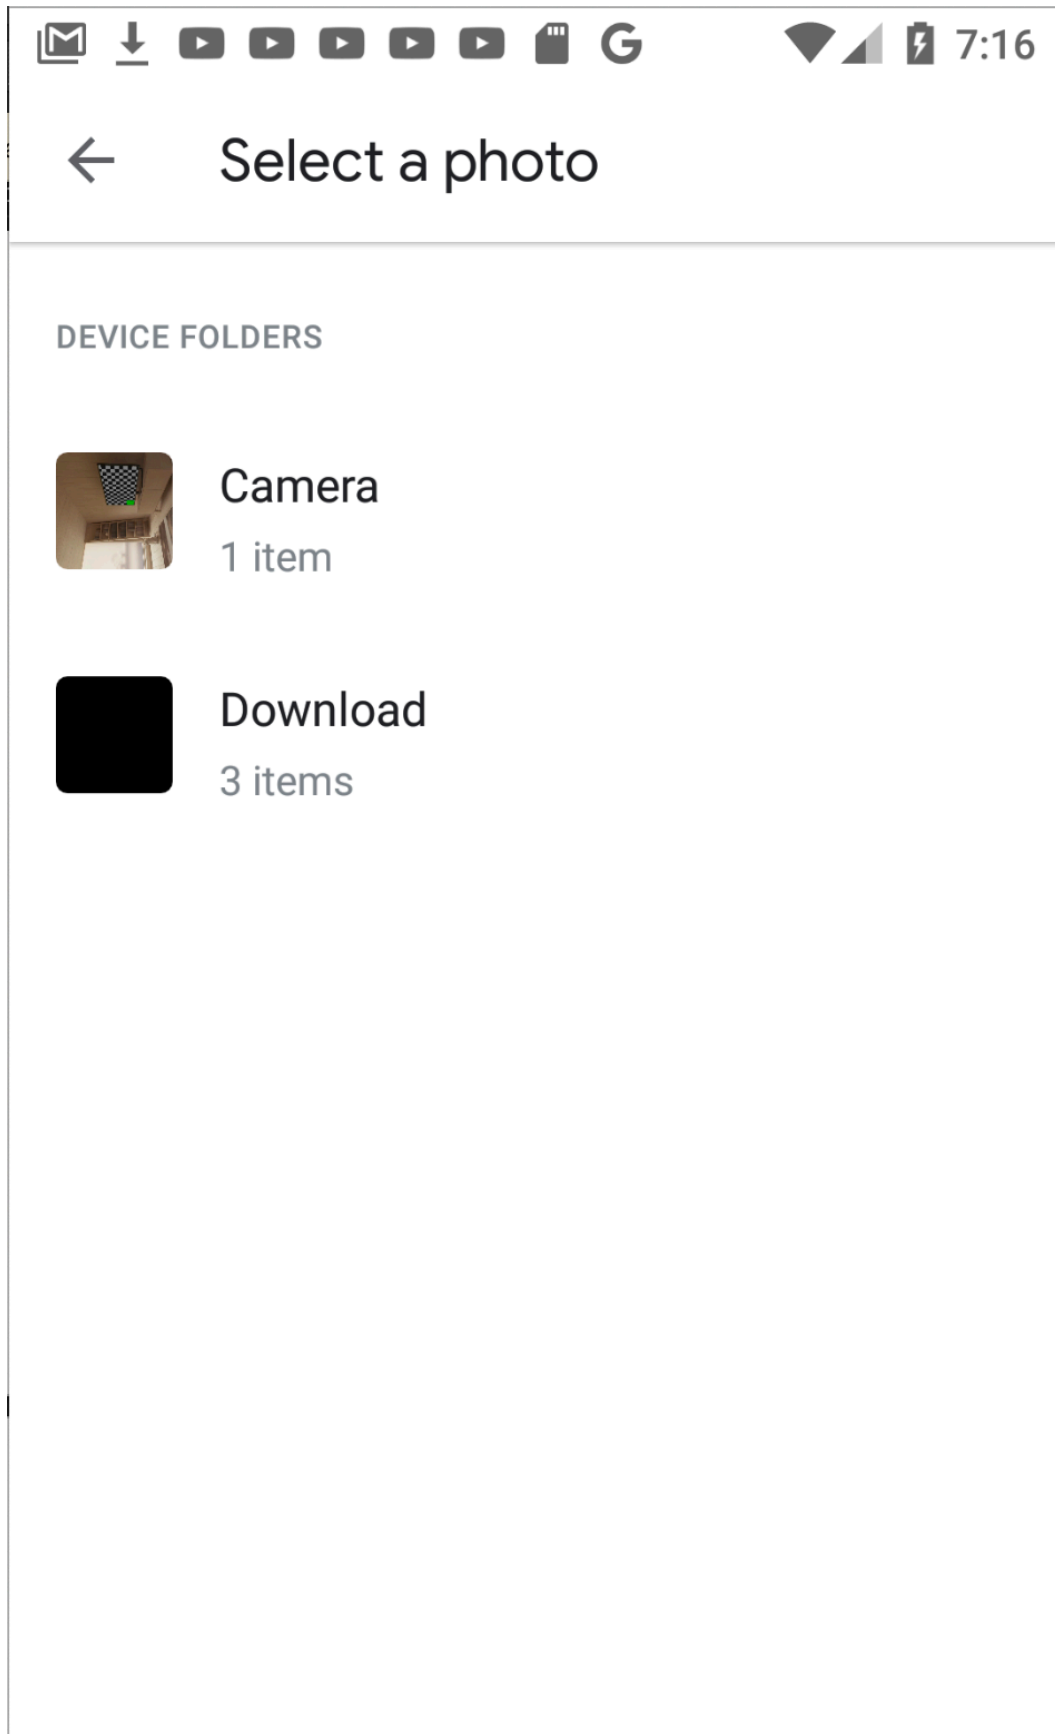 7:16
Select a photo
DEVICE FOLDERS
Camera
1 item
Download
3 items